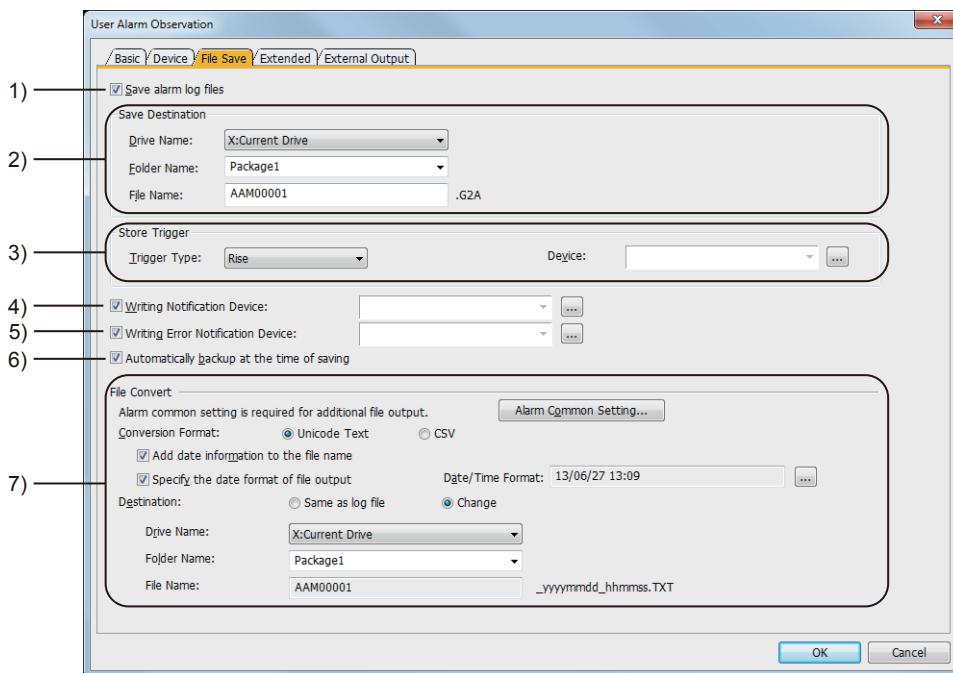 User Alarm Observation
Basic Device File Save Extended External Output
1) Save alarm log files
Save Destination
Drive Name: X:Current Drive
2) Folder Name: Package1
File Name: AAM00001 .G2A
Store Trigger
3) Trigger Type: Rise Device: ...
4) Writing Notification Device: ...
5) Writing Error Notification Device: ...
6) Automatically backup at the time of saving
File Convert
Alarm common setting is required for additional file output. Alarm Common Setting...
Conversion Format: Unicode Text CSV
Add date information to the file name
7) Specify the date format of file output Date/Time Format: 13/06/27 13:09 ...
Destination: Same as log file Change
Drive Name: X:Current Drive
Folder Name: Package1
File Name: AAM00001 _yyyymmdd_hhmmss.TXT
OK Cancel